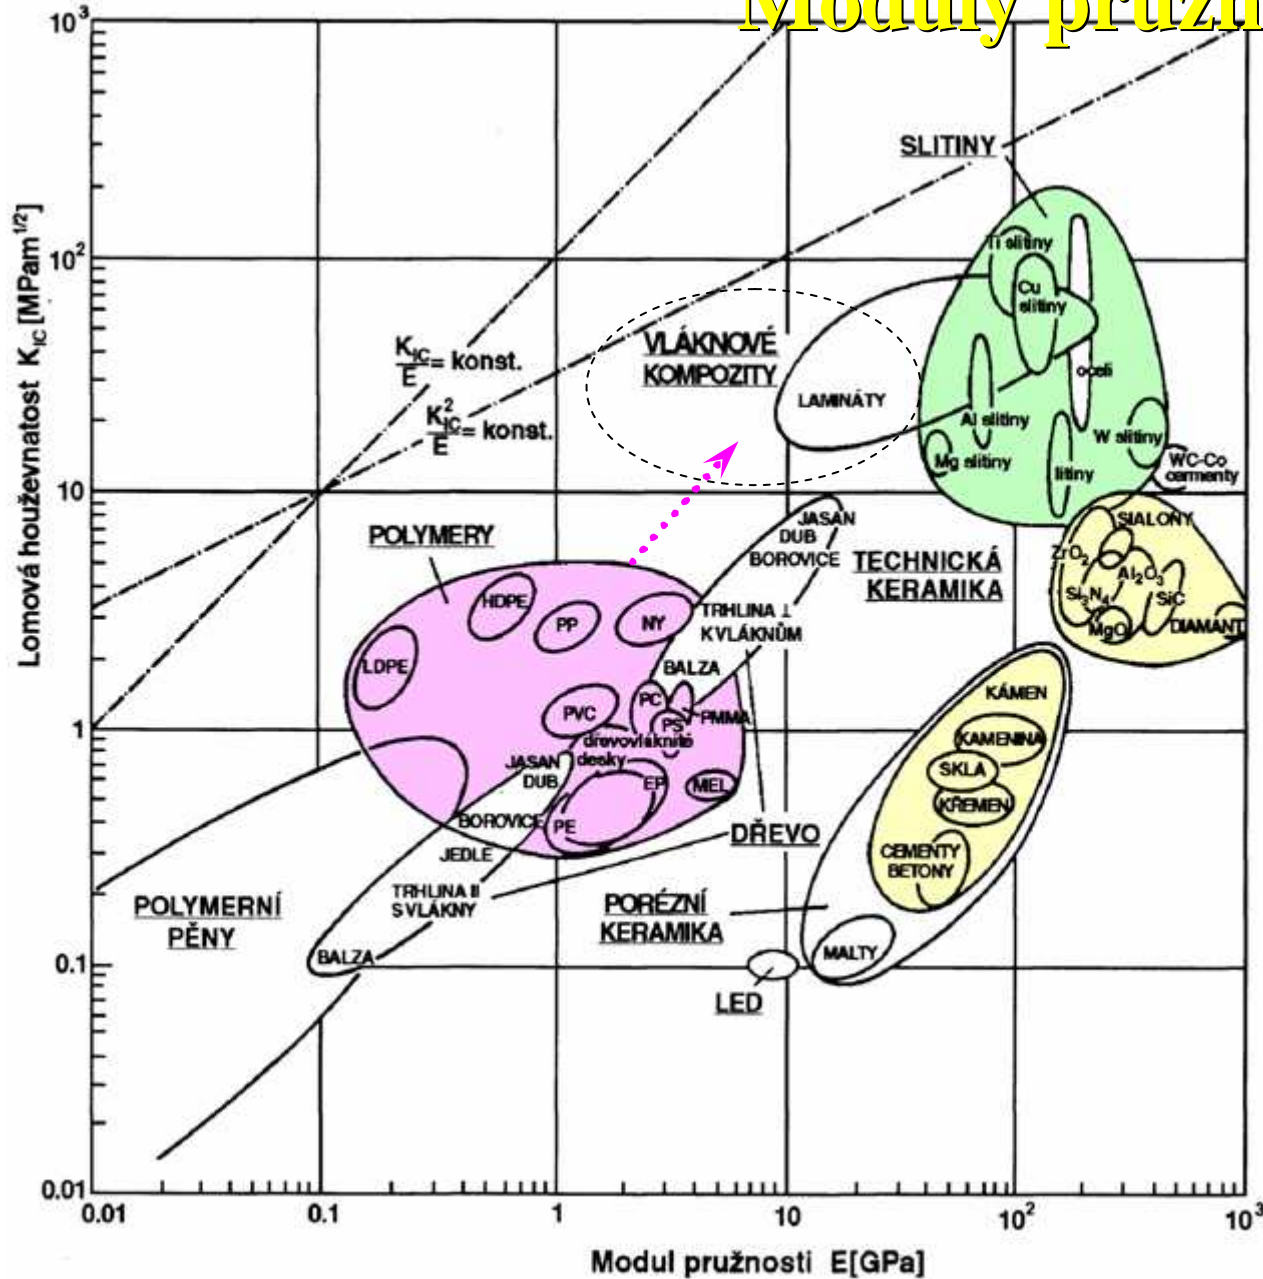 Moduly pružn
10³
SLITINY
Ti slitiny
10²
Cu
slitiny
VLÁKNOVÉ
KOMPOZITY
K_IC/E = konst.
oceli
LAMINÁTY
K²_IC/E = konst.
Al slitiny
W slitiny
Mg slitiny
slitiny
WC-Co
cermenty
10
POLYMERY
JASAN
DUB
BOROVICE
SIALONY
TECHNICKÁ
KERAMIKA
ZrO₂
Al₂O₃
Si₃N₄
SiC
HDPE
PP
NY
TRHLINA ⊥
K VLÁKNŮM
MgO
DIAMANT
LDPE
BALZA
KÁMEN
PC
PVC
PS
PMMA
1
dřevovláknité
desky
KAMENINA
JASAN
DUB
SKLA
EP
MEL
KŘEMEN
BOROVICE
PE
DŘEVO
JEDLE
CEMENTY
BETONY
TRHLINA II
S VLÁKNY
POLYMERNÍ
PĚNY
PORÉZNÍ
KERAMIKA
BALZA
MALTY
0.1
LED
0.01
0.01 0.1 1 10 10² 10³
Modul pružnosti E[GPa]
Lomová houževnatost K_IC [MPam^1/2]